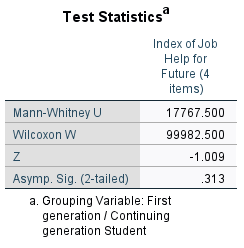 Test Statisticsa
Index of Job
Help for
Future (4
items)
Mann-Whitney U 17767.500
Wilcoxon W 99982.500
Z -1.009
Asymp. Sig. (2-tailed) .313
a. Grouping Variable: First
generation / Continuing
generation Student